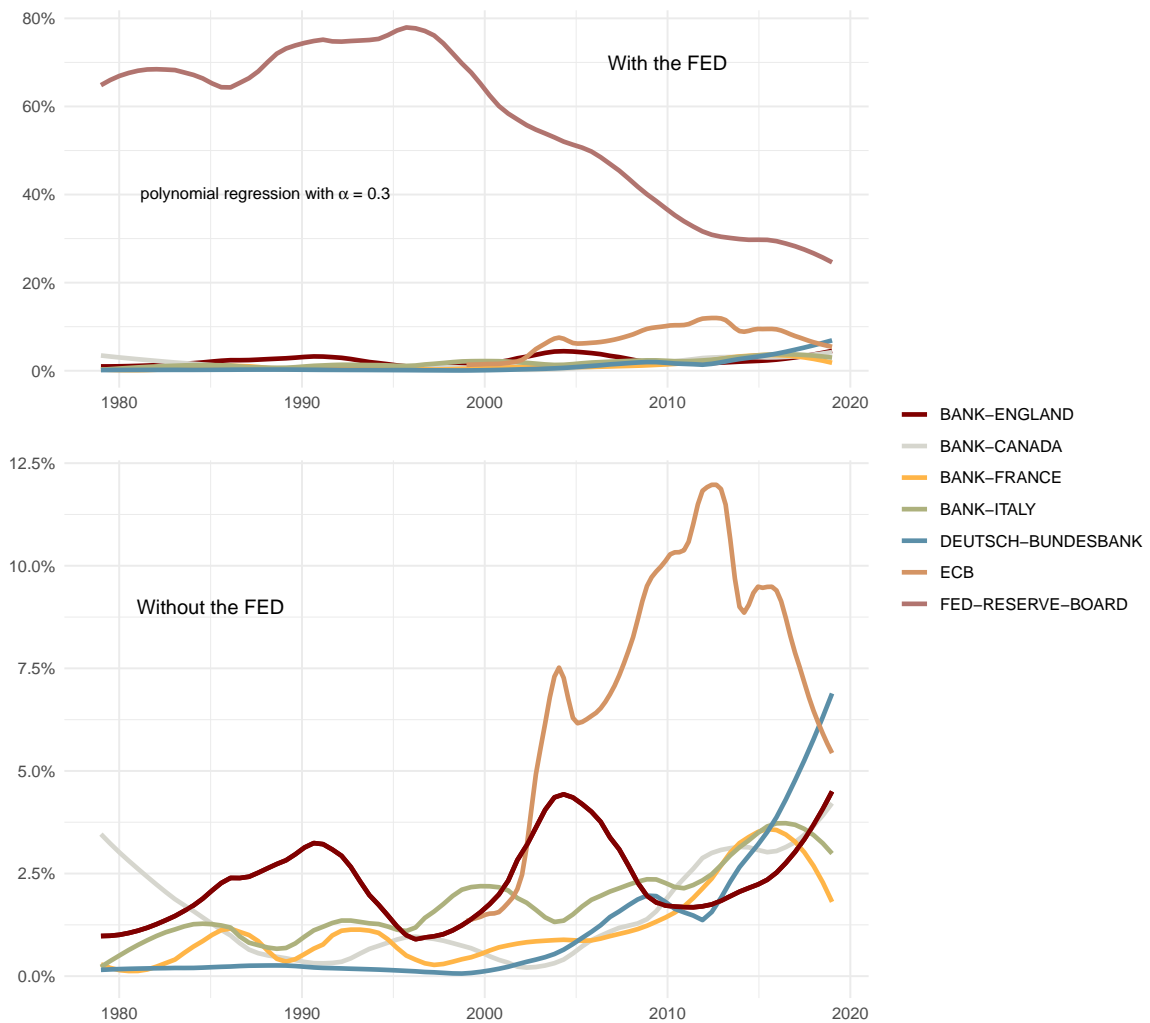 80%
With the FED
60%
polynomial regression with α = 0.3
40%
20%
0%
1980 1990 2000 2010 2020
12.5%
Without the FED
10.0%
7.5%
5.0%
2.5%
0.0%
1980 1990 2000 2010 2020
BANK−ENGLAND
BANK−CANADA
BANK−FRANCE
BANK−ITALY
DEUTSCH−BUNDESBANK
ECB
FED−RESERVE−BOARD